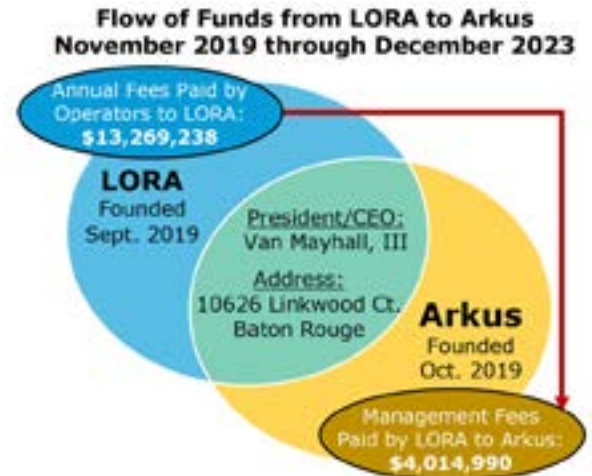 Flow of Funds from LORA to Arkus
November 2019 through December 2023
Annual Fees Paid by
Operators to LORA:
$13,269,238
LORA
Founded
Sept. 2019
President/CEO:
Van Mayhall, III
Address:
10626 Linkwood Ct.
Baton Rouge
Arkus
Founded
Oct. 2019
Management Fees
Paid by LORA to Arkus:
$4,014,990